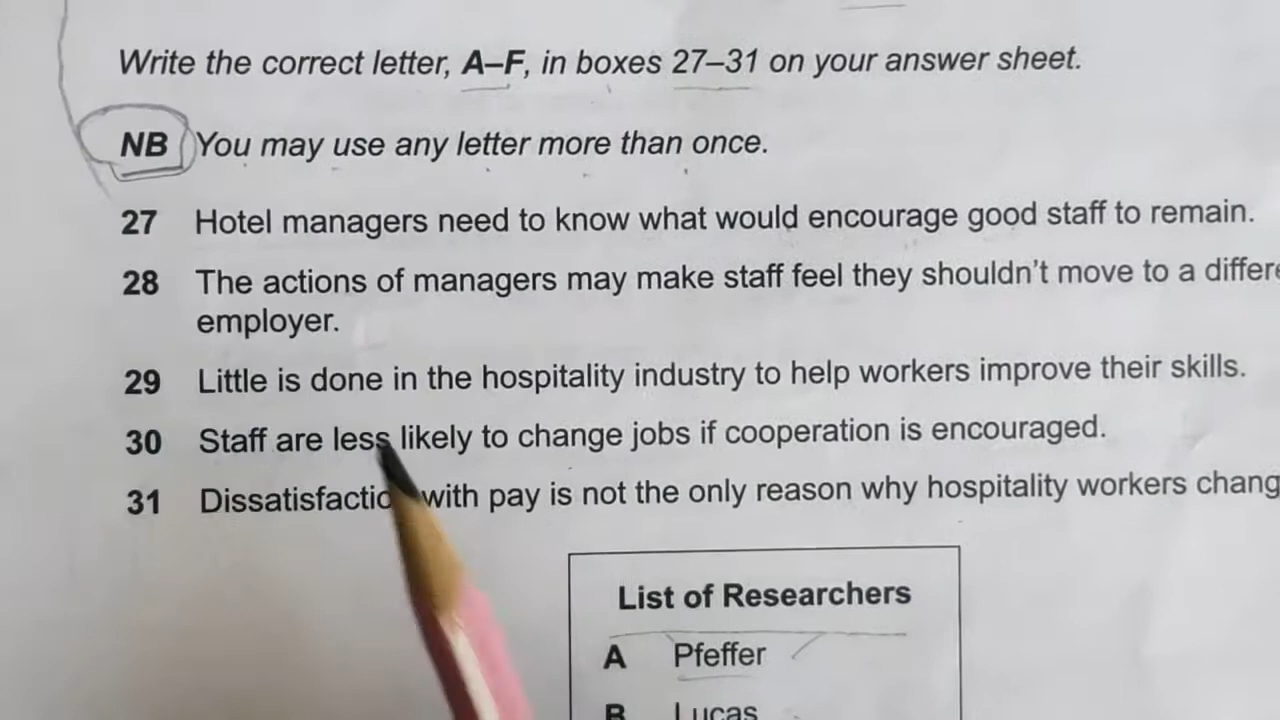 Write the correct letter, A–F, in boxes 27–31 on your answer sheet.
NB You may use any letter more than once.
27 Hotel managers need to know what would encourage good staff to remain.
28 The actions of managers may make staff feel they shouldn't move to a differe
employer.
29 Little is done in the hospitality industry to help workers improve their skills.
30 Staff are less likely to change jobs if cooperation is encouraged.
31 Dissatisfactio with pay is not the only reason why hospitality workers chang
List of Researchers
A Pfeffer
B Lucas